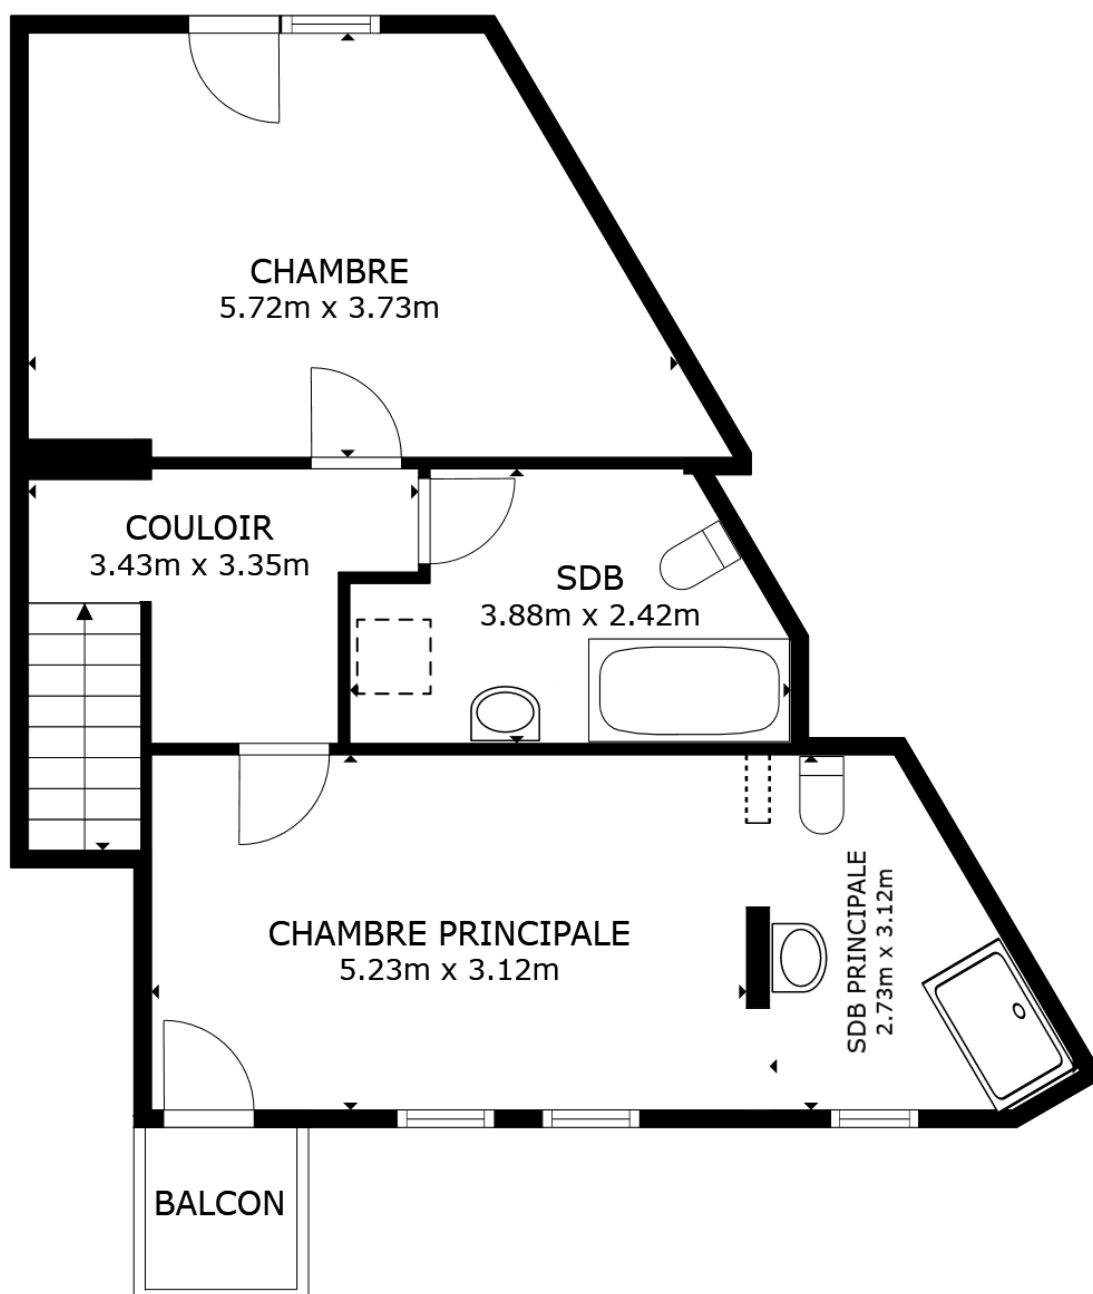 CHAMBRE
5.72m x 3.73m
COULOIR
3.43m x 3.35m
SDB
3.88m x 2.42m
CHAMBRE PRINCIPALE
5.23m x 3.12m
SDB PRINCIPALE
2.73m x 3.12m
BALCON